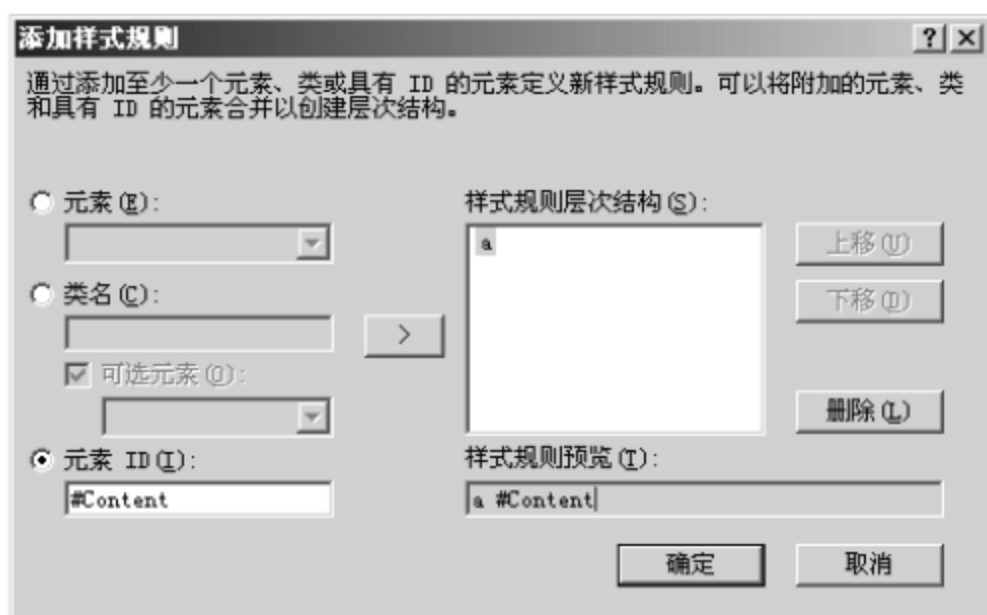 添加样式规则
通过添加至少一个元素、类或具有 ID 的元素定义新样式规则。可以将附加的元素、类
和具有 ID 的元素合并以创建层次结构。
元素(E):
样式规则层次结构(S):
a
上移(U)
类名(C):
下移(D)
>
可选元素(O):
删除(L)
元素 ID(I):
样式规则预览(T):
#Content
a #Content
确定
取消